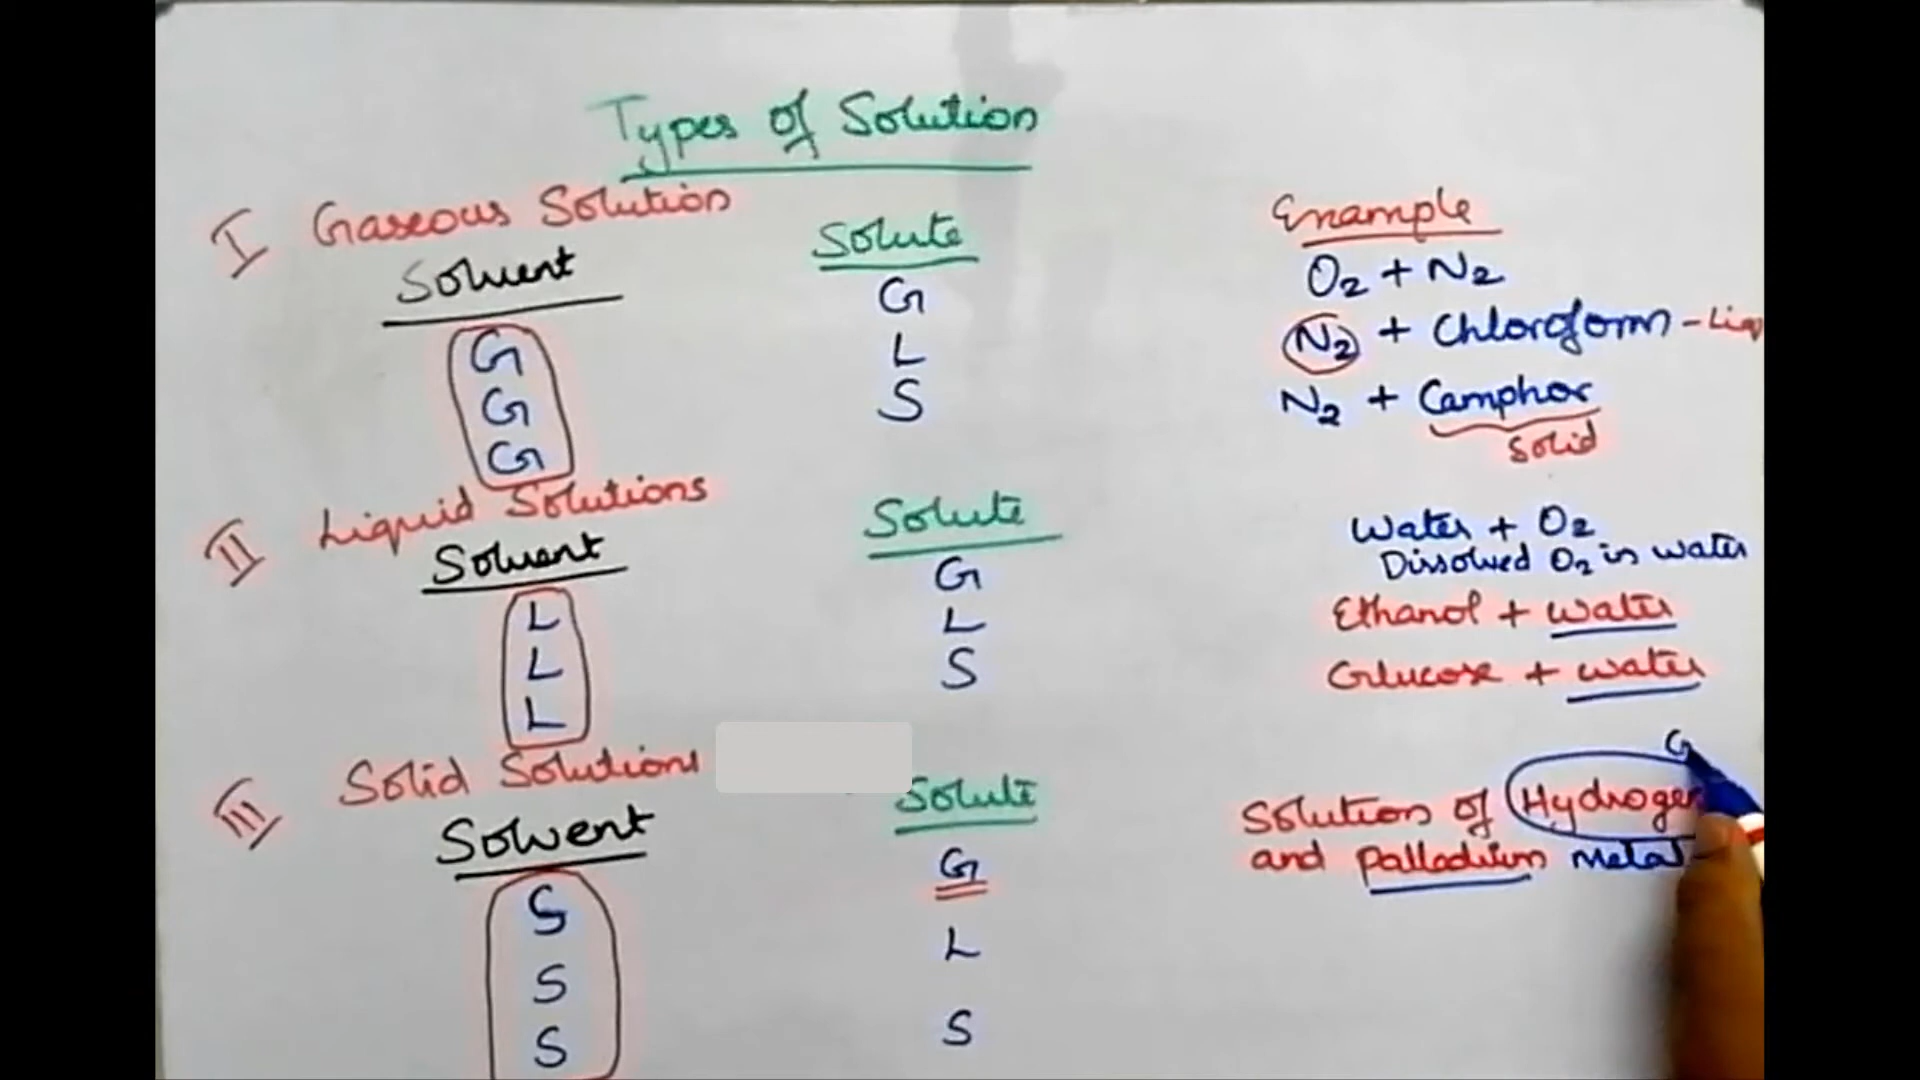 Types of Solution
I Gaseous Solution
Solvent Solute Example
G G O2 + N2
G L N2 + Chloroform - Liq
G S N2 + Camphor
Solid
II Liquid Solutions
Solvent Solute
L G Water + O2
Dissolved O2 in water
L L Ethanol + water
L S Glucose + water
III Solid Solutions
Solvent Solute
G
S G Solution of Hydrogen
and palladium Metal
S L
S S